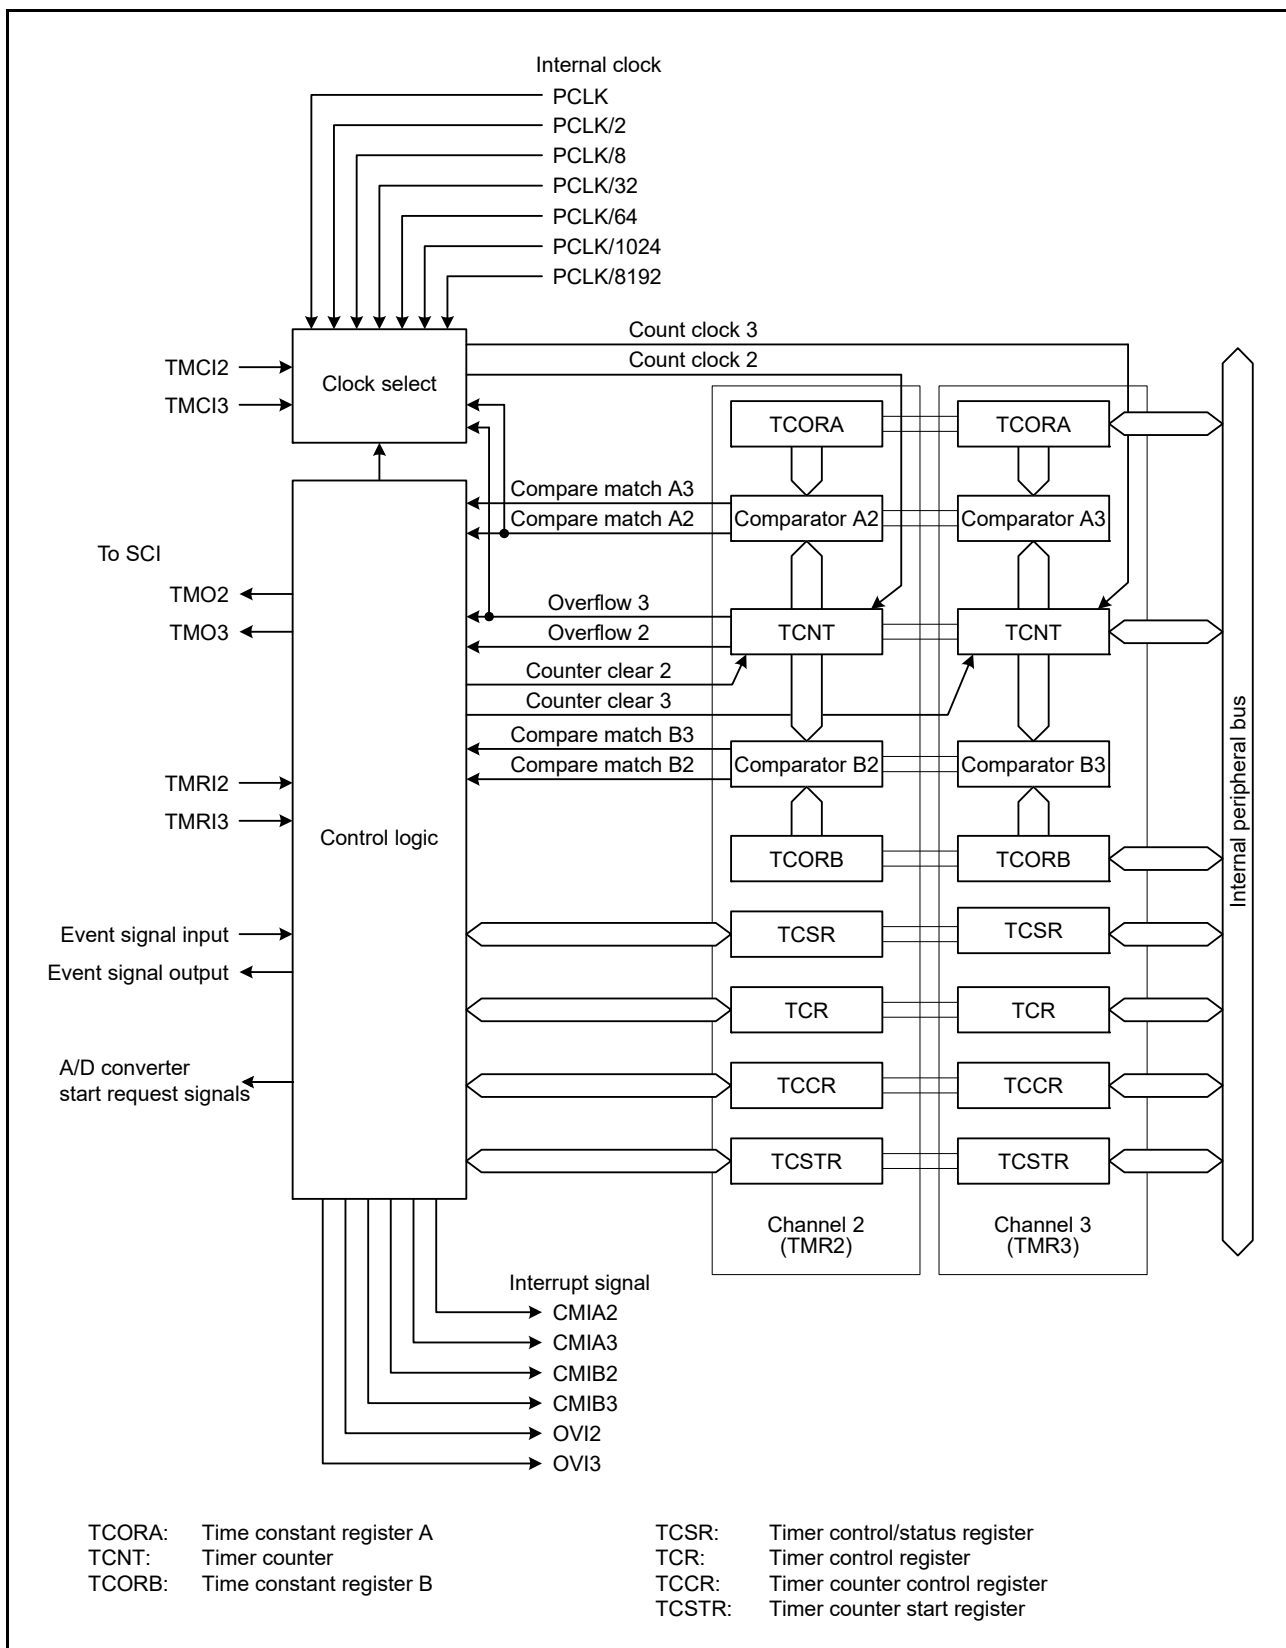 Internal clock
PCLK
PCLK/2
PCLK/8
PCLK/32
PCLK/64
PCLK/1024
PCLK/8192
Count clock 3
Count clock 2
TMCI2
TMCI3
Clock select
TCORA
TCORA
Compare match A3
Compare match A2
Comparator A2
Comparator A3
To SCI
TMO2
TMO3
Overflow 3
Overflow 2
TCNT
TCNT
Counter clear 2
Counter clear 3
Compare match B3
Compare match B2
Comparator B2
Comparator B3
TMRI2
TMRI3
Control logic
TCORB
TCORB
Internal peripheral bus
Event signal input
Event signal output
TCSR
TCSR
TCR
TCR
A/D converter
start request signals
TCCR
TCCR
TCSTR
TCSTR
Channel 2
(TMR2)
Channel 3
(TMR3)
Interrupt signal
CMIA2
CMIA3
CMIB2
CMIB3
OVI2
OVI3
TCORA: Time constant register A
TCNT: Timer counter
TCORB: Time constant register B
TCSR: Timer control/status register
TCR: Timer control register
TCCR: Timer counter control register
TCSTR: Timer counter start register